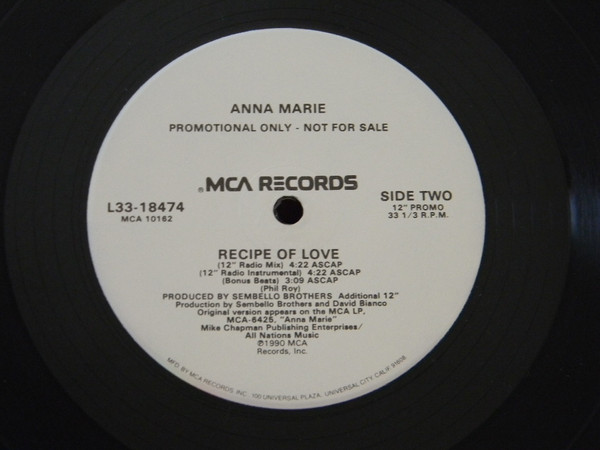 ANNA MARIE
PROMOTIONAL ONLY - NOT FOR SALE
®MCA RECORDS
L33-18474
MCA 10162
SIDE TWO
12" PROMO
33 1/3 R.P.M.
RECIPE OF LOVE
(12" Radio Mix) 4:22 ASCAP
(12" Radio Instrumental) 4:22 ASCAP
(Bonus Beats) 3:09 ASCAP
(Phil Roy)
PRODUCED BY SEMBELLO BROTHERS Additional 12"
Production by Sembello Brothers and David Bianco
Original version appears on the MCA LP,
MCA-6425, "Anna Marie"
Mike Chapman Publishing Enterprises/
All Nations Music
℗1990 MCA
Records, Inc.
MFD BY MCA RECORDS, INC. 100 UNIVERSAL PLAZA, UNIVERSAL CITY, CALIF. 91608